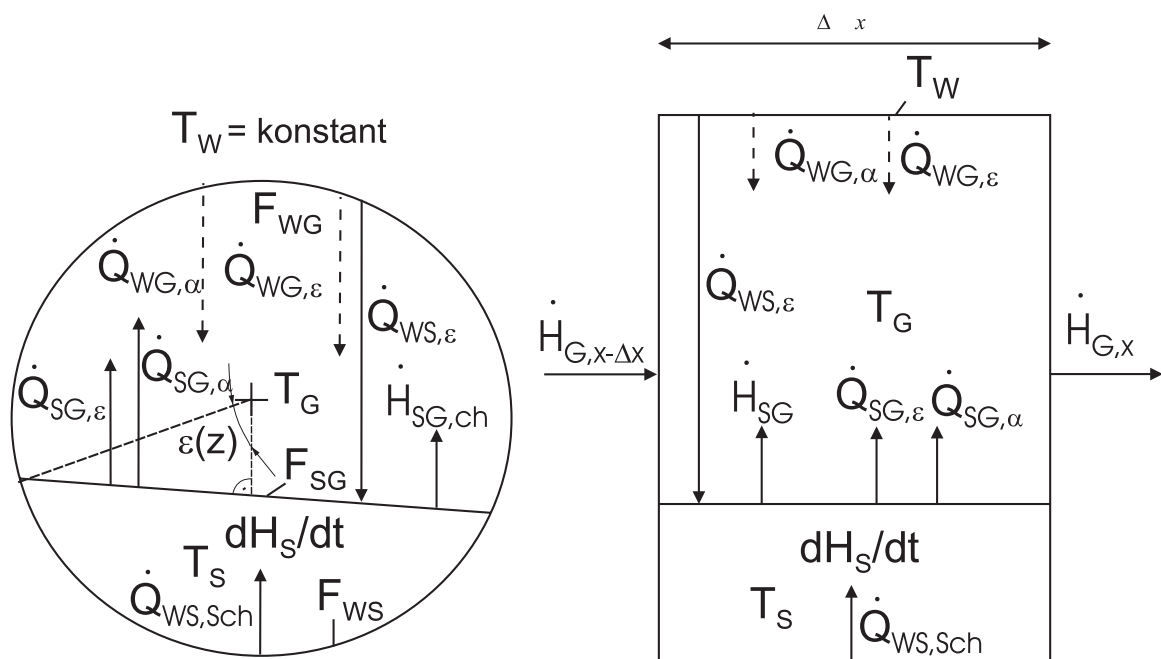 T_W = konstant
F_WG
Q̇_WG,α
Q̇_WG,ε
Q̇_WS,ε
Q̇_SG,ε
Q̇_SG,α
T_G
Ḣ_SG,ch
ε(z)
F_SG
dH_S/dt
T_S
Q̇_WS,Sch
F_WS
Δ x
T_W
Q̇_WG,α
Q̇_WG,ε
Q̇_WS,ε
T_G
Ḣ_G,x-Δx
Ḣ_G,x
Ḣ_SG
Q̇_SG,ε
Q̇_SG,α
dH_S/dt
T_S
Q̇_WS,Sch